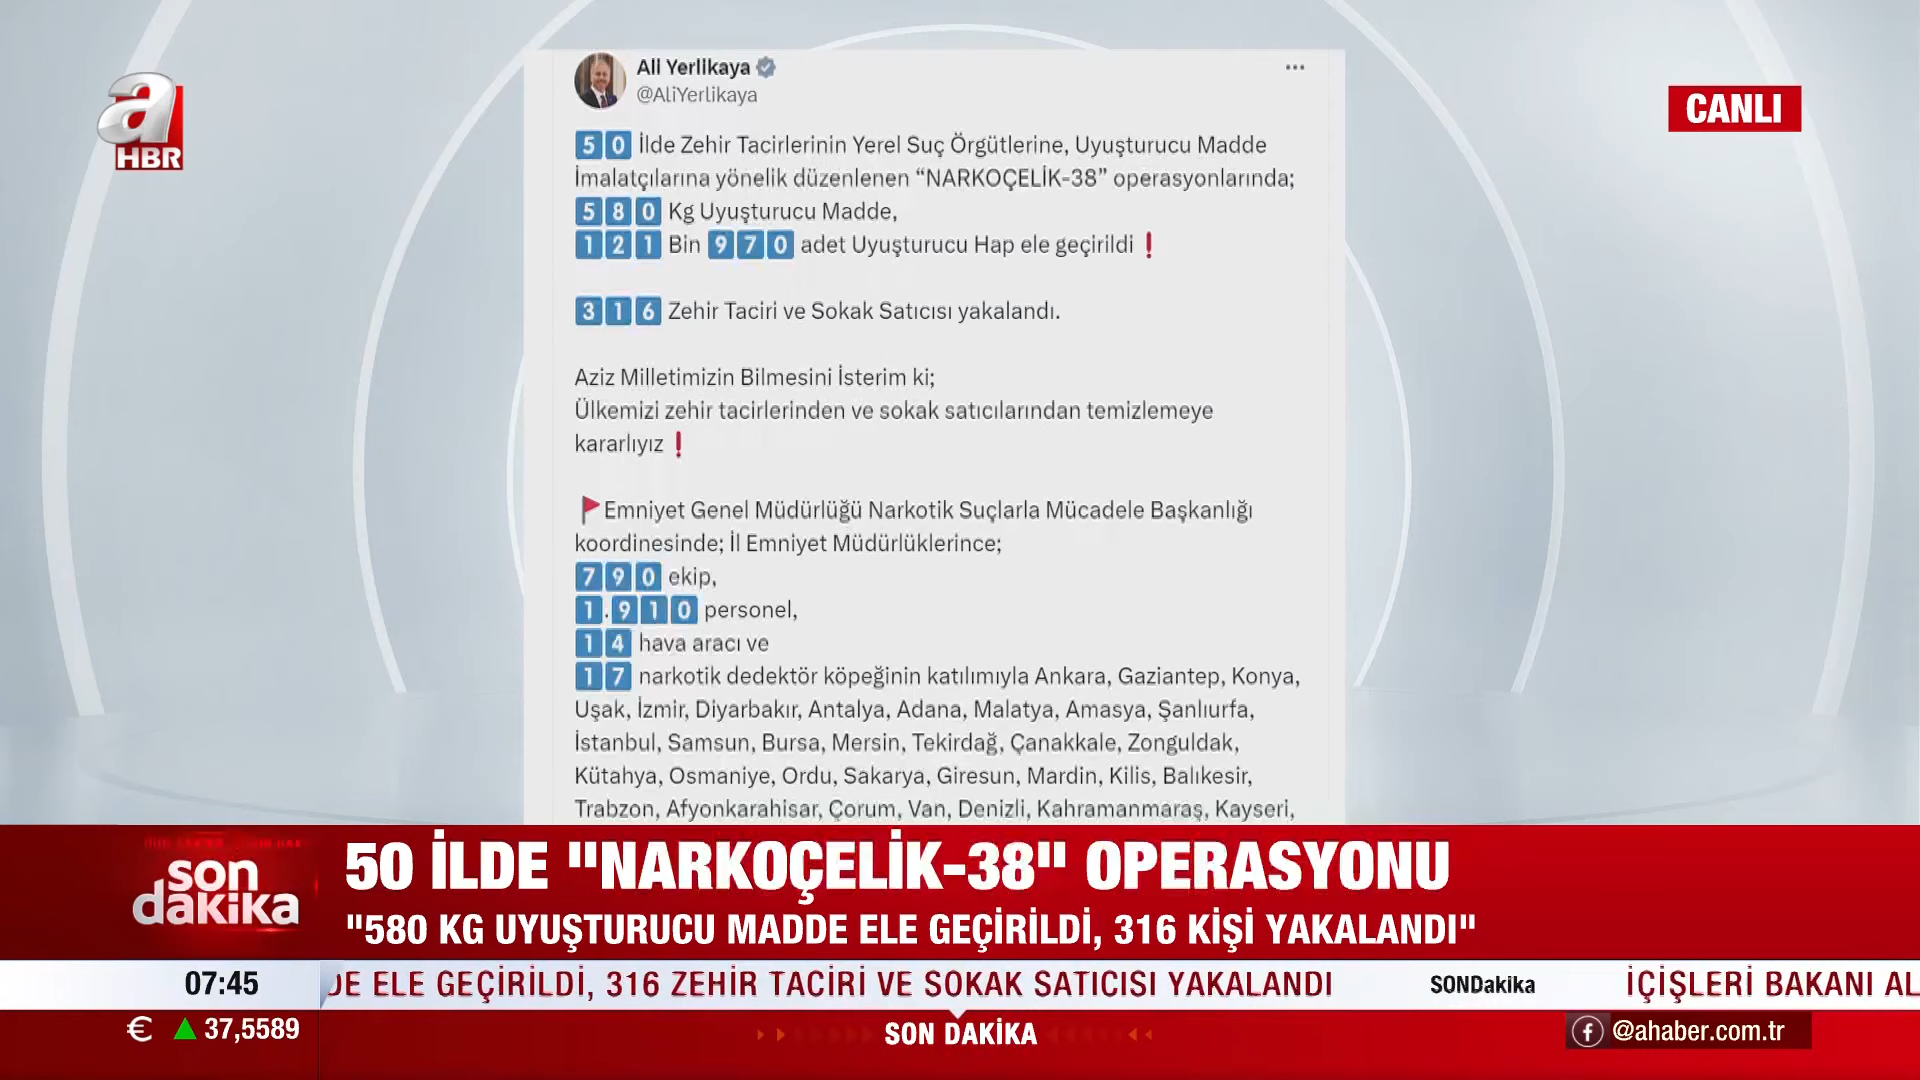 a
HBR
CANLI
Ali Yerlikaya
@AliYerlikaya
50 İlde Zehir Tacirlerinin Yerel Suç Örgütlerine, Uyuşturucu Madde
İmalatçılarına yönelik düzenlenen “NARKOÇELİK-38” operasyonlarında;
580 Kg Uyuşturucu Madde,
121 Bin 970 adet Uyuşturucu Hap ele geçirildi❗
316 Zehir Taciri ve Sokak Satıcısı yakalandı.
Aziz Milletimizin Bilmesini İsterim ki;
Ülkemizi zehir tacirlerinden ve sokak satıcılarından temizlemeye
kararlıyız❗
🚩Emniyet Genel Müdürlüğü Narkotik Suçlarla Mücadele Başkanlığı
koordinesinde; İl Emniyet Müdürlüklerince;
790 ekip,
1.910 personel,
14 hava aracı ve
17 narkotik dedektör köpeğinin katılımıyla Ankara, Gaziantep, Konya,
Uşak, İzmir, Diyarbakır, Antalya, Adana, Malatya, Amasya, Şanlıurfa,
İstanbul, Samsun, Bursa, Mersin, Tekirdağ, Çanakkale, Zonguldak,
Kütahya, Osmaniye, Ordu, Sakarya, Giresun, Mardin, Kilis, Balıkesir,
Trabzon, Afyonkarahisar, Çorum, Van, Denizli, Kahramanmaraş, Kayseri,
son
dakika
50 İLDE "NARKOÇELİK-38" OPERASYONU
"580 KG UYUŞTURUCU MADDE ELE GEÇİRİLDİ, 316 KİŞİ YAKALANDI"
07:45
DE ELE GEÇİRİLDİ, 316 ZEHİR TACİRİ VE SOKAK SATICISI YAKALANDI SONDakika İÇİŞLERİ BAKANI AL
€ ▲ 37,5589
SON DAKİKA
@ahaber.com.tr